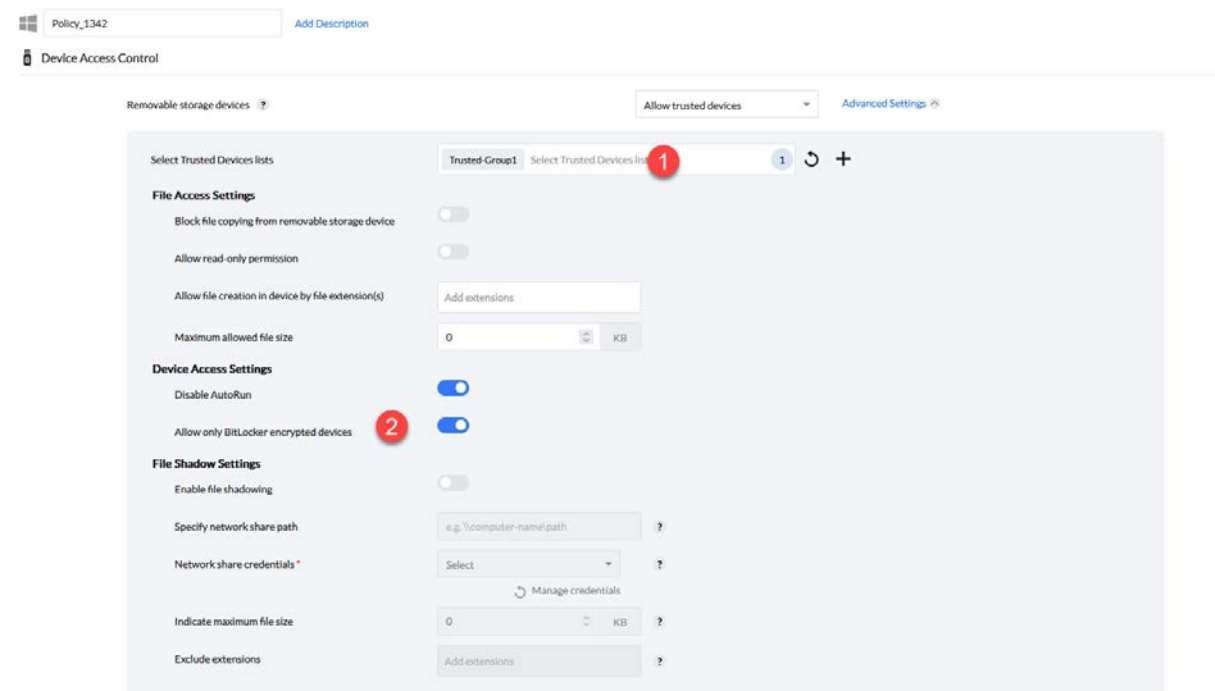 Policy_1342 Add Description
Device Access Control
Removable storage devices ? Allow trusted devices Advanced Settings
Select Trusted Devices lists Trusted-Group1 Select Trusted Devices 1 1
File Access Settings
Block file copying from removable storage device
Allow read-only permission
Allow file creation in device by file extension(s) Add extensions
Maximum allowed file size 0 KB
Device Access Settings
Disable AutoRun
Allow only BitLocker encrypted devices 2
File Shadow Settings
Enable file shadowing
Specify network share path e.g. \\computer-name\path ?
Network share credentials * Select ?
Manage credentials
Indicate maximum file size 0 KB ?
Exclude extensions Add extensions ?